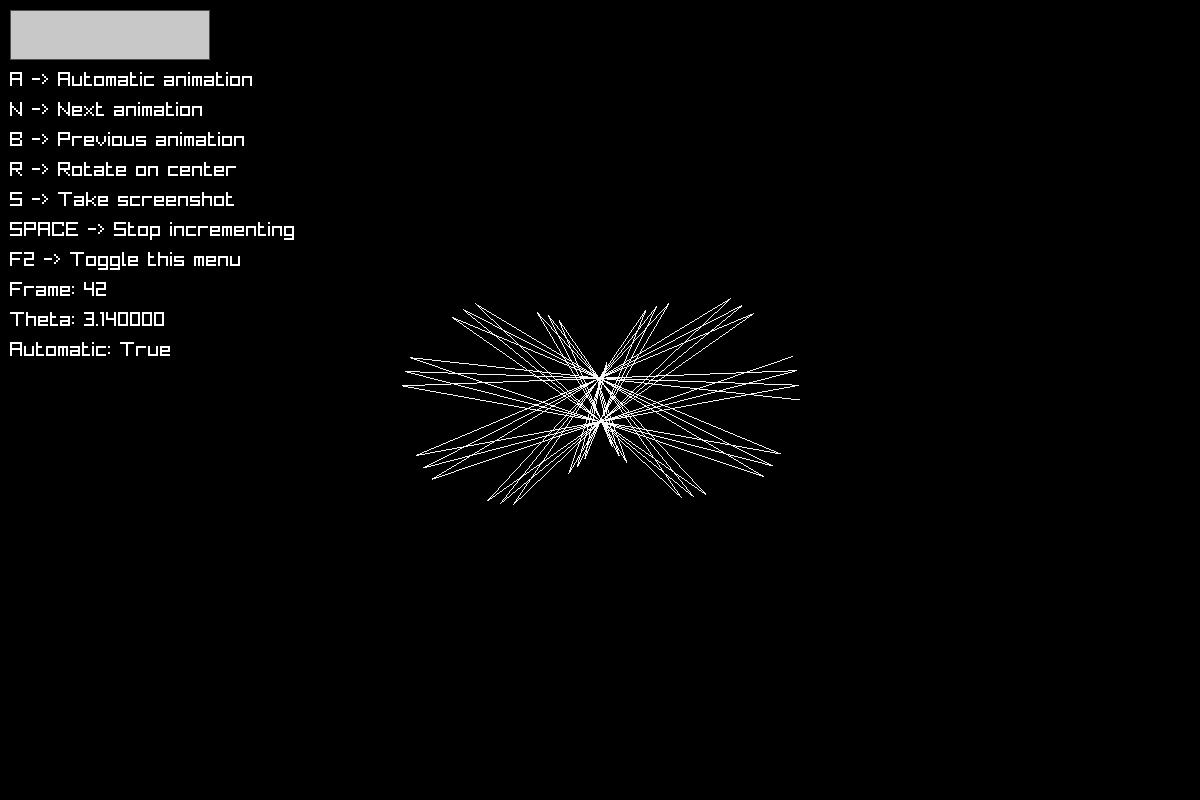 A -> Automatic animation
N -> Next animation
B -> Previous animation
R -> Rotate on center
S -> Take screenshot
SPACE -> Stop incrementing
F2 -> Toggle this menu
Frame: 42
Theta: 3.140000
Automatic: True